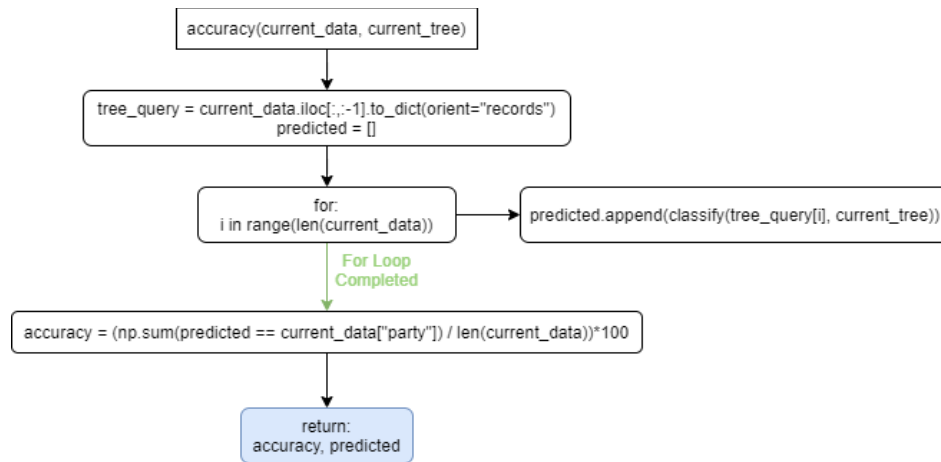 accuracy(current_data, current_tree)
tree_query = current_data.iloc[:,:-1].to_dict(orient="records")
predicted = []
for:
i in range(len(current_data))
predicted.append(classify(tree_query[i], current_tree))
For Loop
Completed
accuracy = (np.sum(predicted == current_data["party"]) / len(current_data))*100
return:
accuracy, predicted